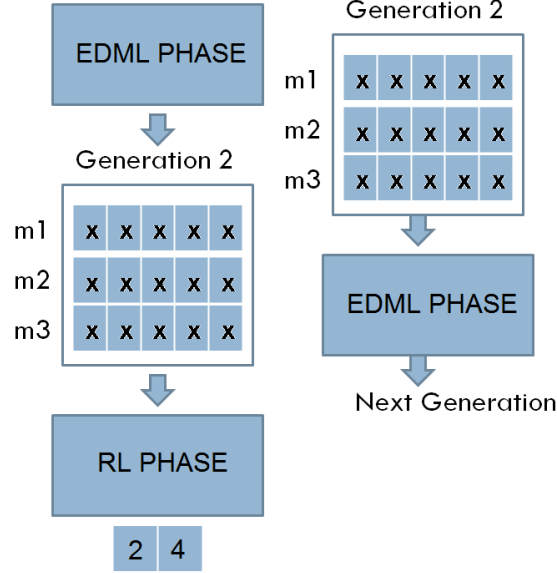 EDML PHASE
Generation 2
m1 x x x x x
m2 x x x x x
m3 x x x x x
RL PHASE
2 4
Generation 2
m1 x x x x x
m2 x x x x x
m3 x x x x x
EDML PHASE
Next Generation